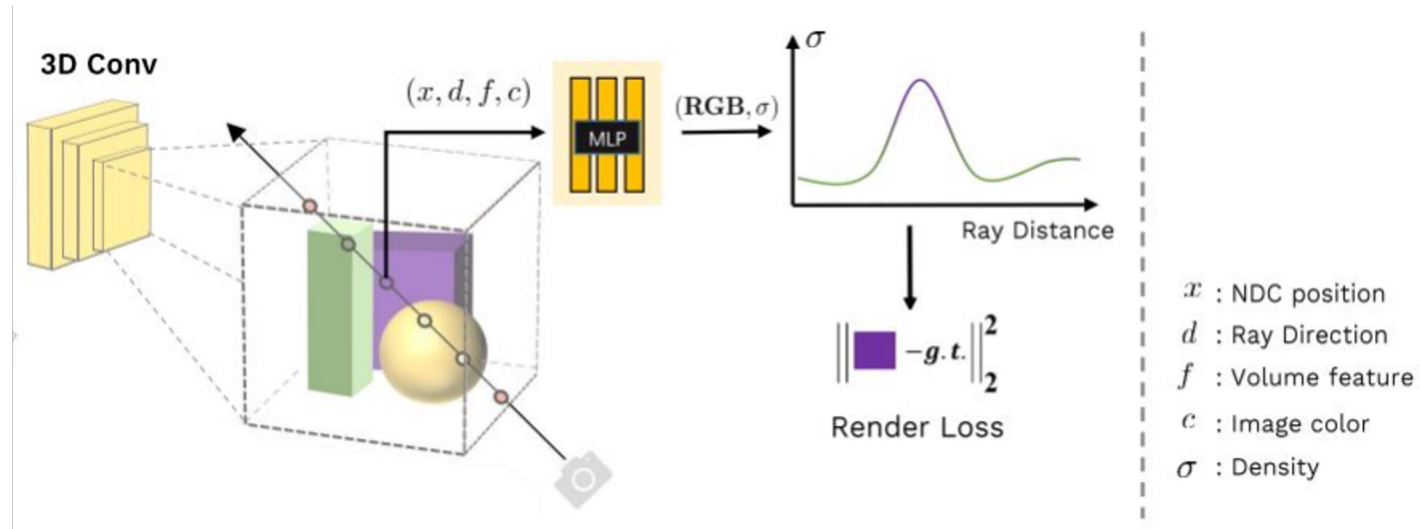 3D Conv
(x, d, f, c)
MLP
(RGB, σ)
σ
Ray Distance
‖ -g.t.‖²₂
Render Loss
x : NDC position
d : Ray Direction
f : Volume feature
c : Image color
σ : Density